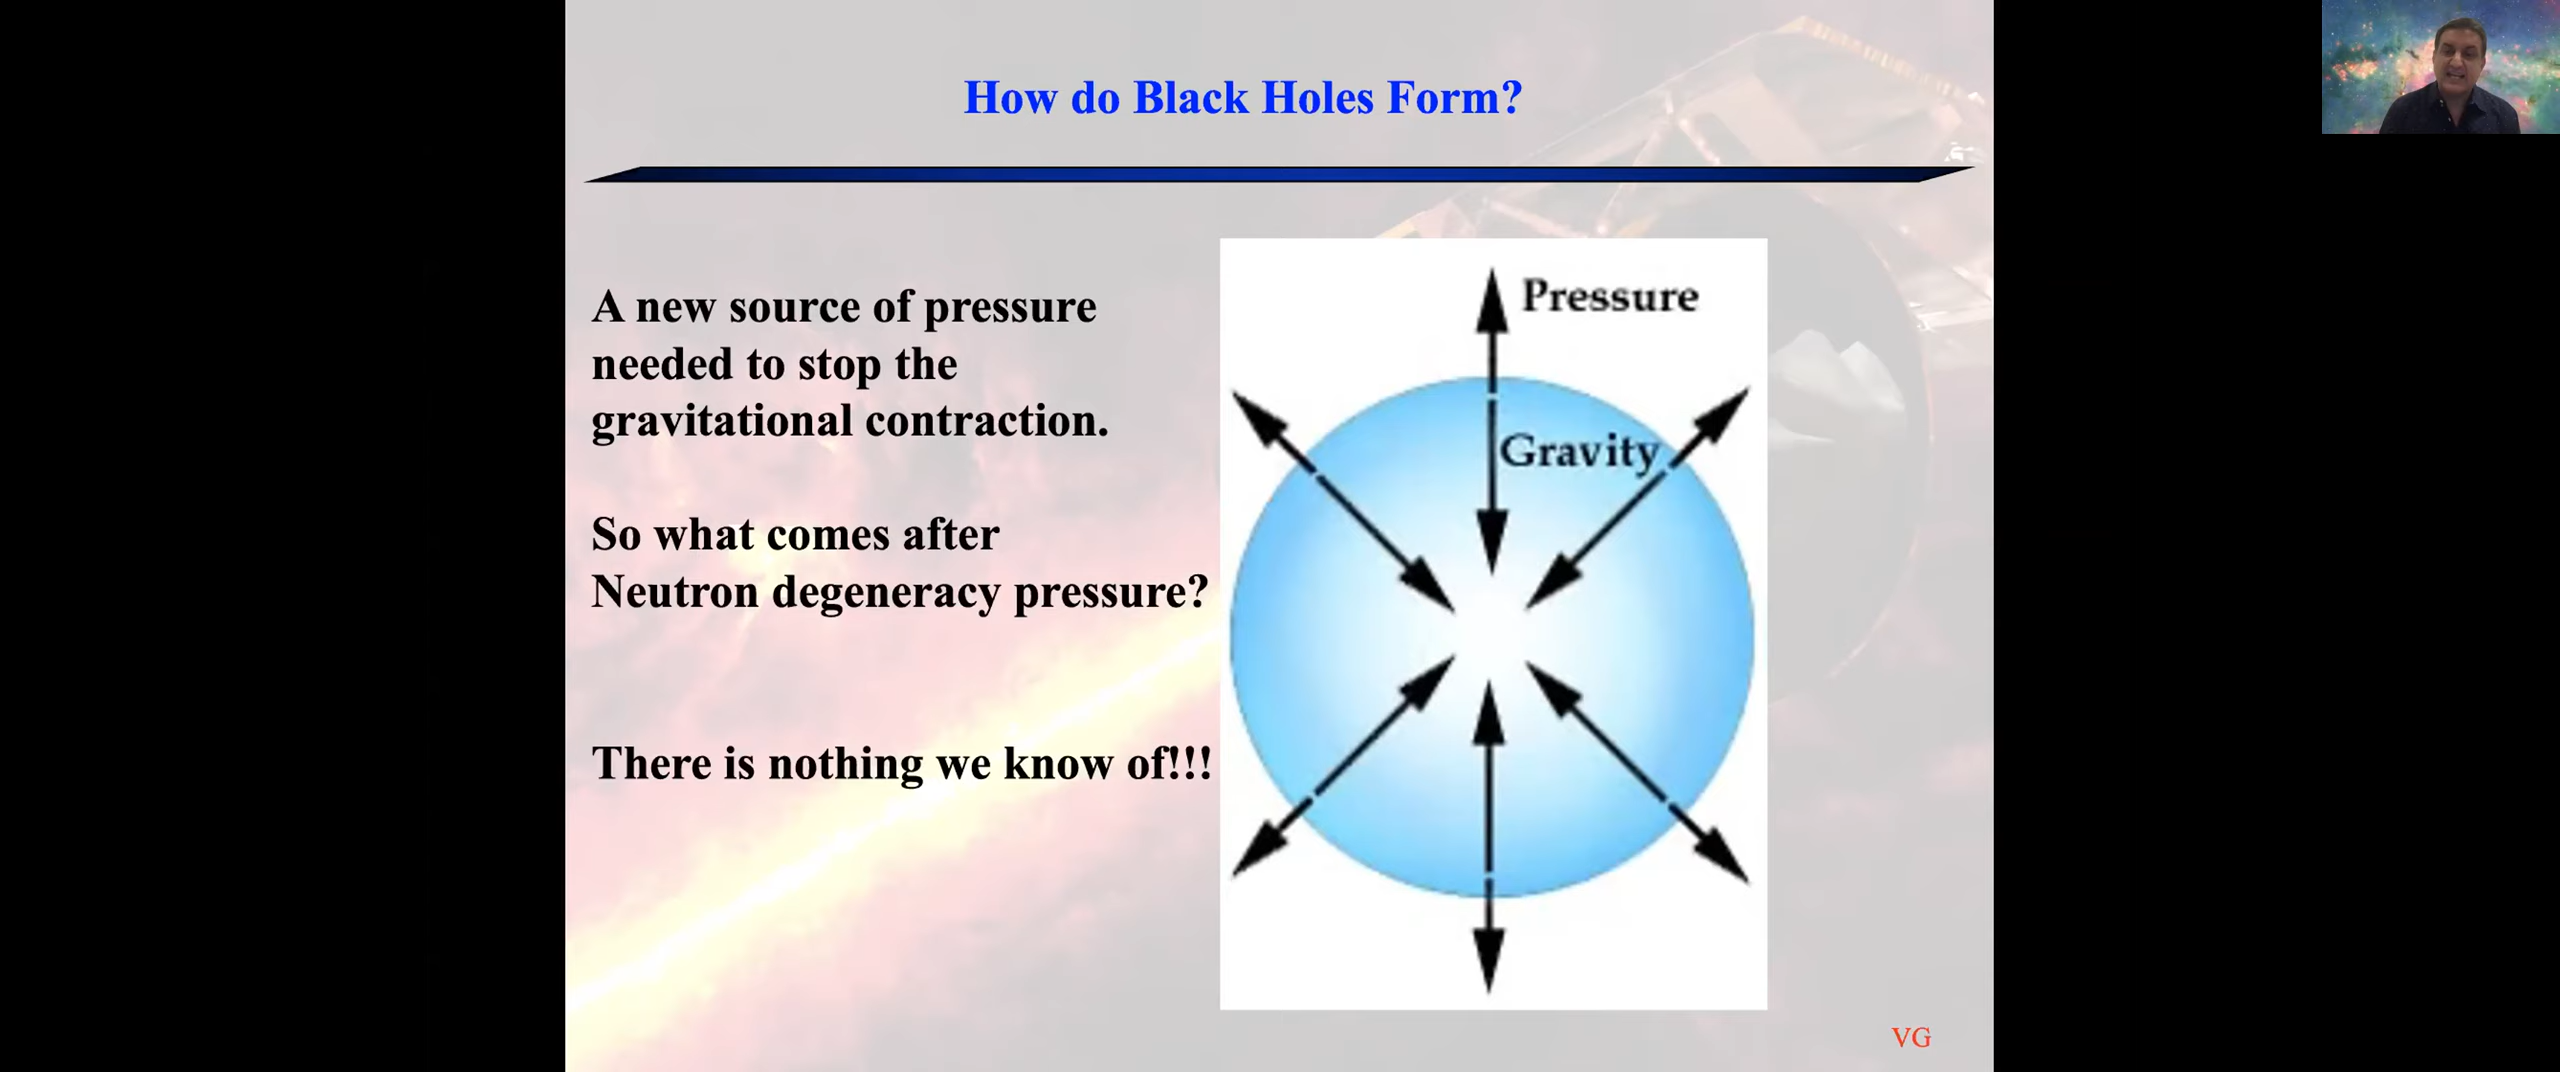 How do Black Holes Form?
A new source of pressure
needed to stop the
gravitational contraction.
So what comes after
Neutron degeneracy pressure?
There is nothing we know of!!!
Pressure
Gravity
VG